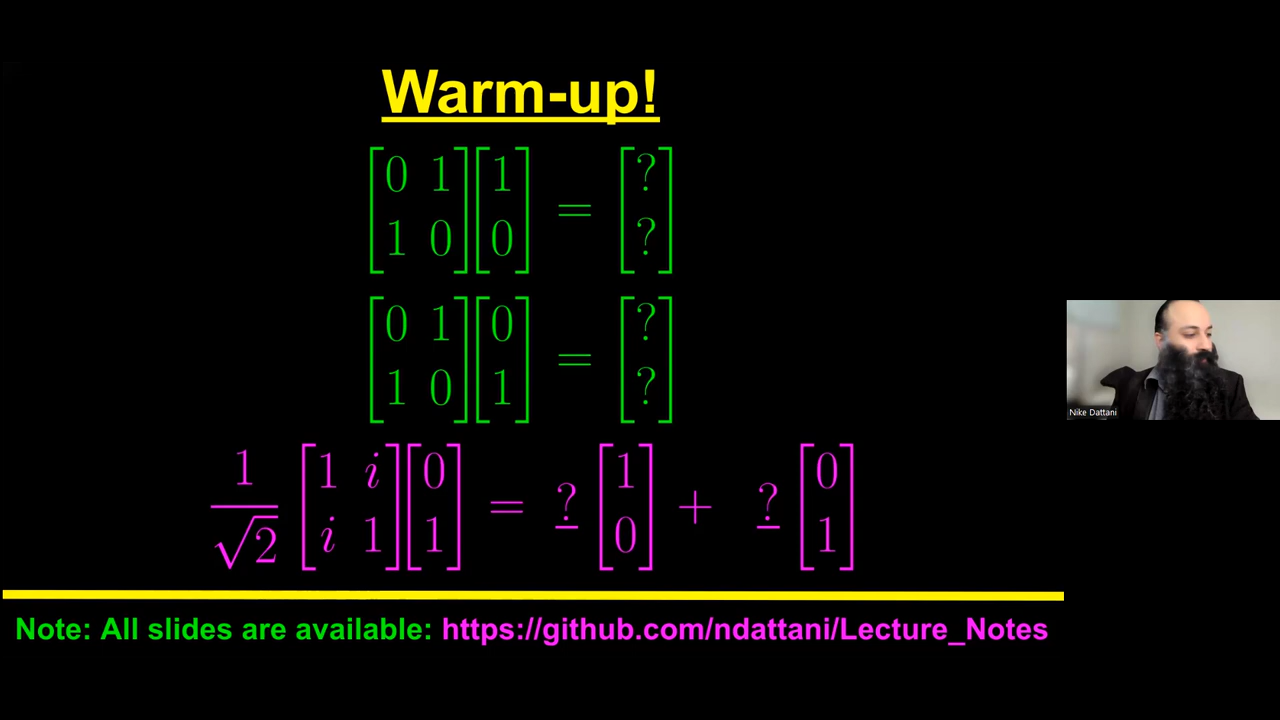 Warm-up!
[0 1; 1 0] [1; 0] = [?; ?]
[0 1; 1 0] [0; 1] = [?; ?]
1/√2 [1 i; i 1] [0; 1] = ? [1; 0] + ? [0; 1]
Nike Dattani
Note: All slides are available: https://github.com/ndattani/Lecture_Notes